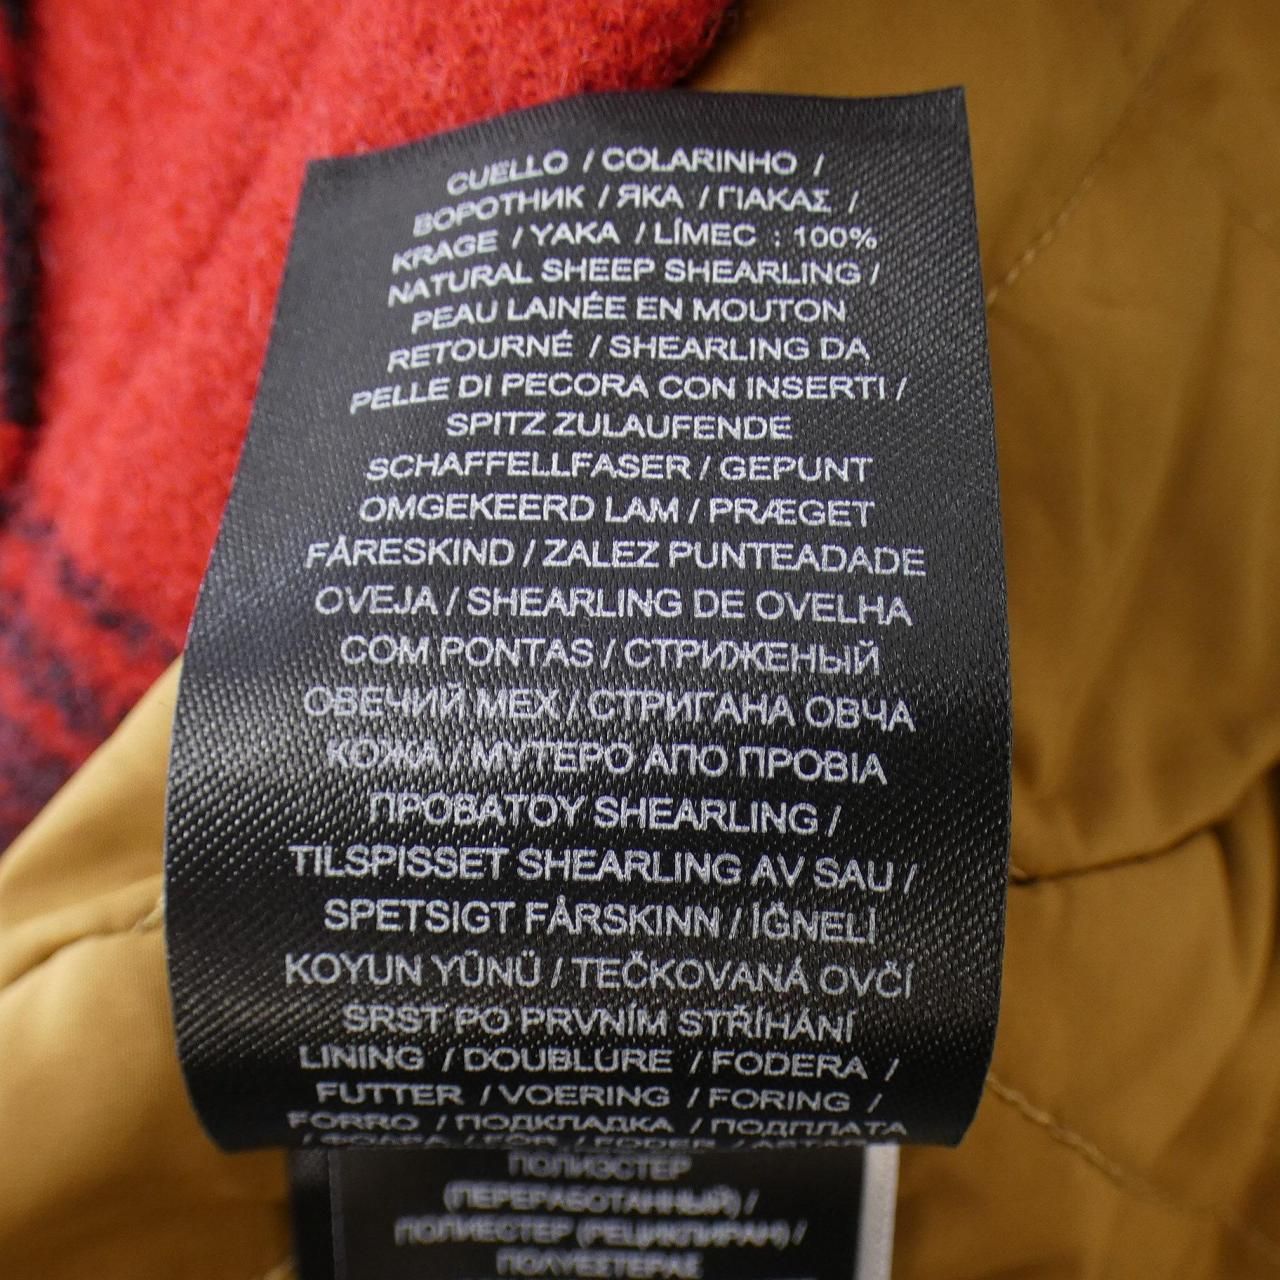 CUELLO / COLARINHO /
ВОРОТНИК / ЯКА / ΓΙΑΚΑΣ /
KRAGE / YAKA / LÍMEC : 100%
NATURAL SHEEP SHEARLING /
PEAU LAINÉE EN MOUTON
RETOURNÉ / SHEARLING DA
PELLE DI PECORA CON INSERTI /
SPITZ ZULAUFENDE
SCHAFFELLFASER / GEPUNT
OMGEKEERD LAM / PRÆGET
FÅRESKIND / ZALEZ PUNTEADADE
OVEJA / SHEARLING DE OVELHA
COM PONTAS / СТРИЖЕНЫЙ
ОВЕЧИЙ МЕХ / СТРИГАНА ОВЧА
КОЖА / ΜΥΤΕΡΟ ΑΠΟ ΠΡΟΒΙΑ
ΠΡΟΒΑΤΟΥ SHEARLING /
TILSPISSET SHEARLING AV SAU /
SPETSIGT FÅRSKINN / İĞNELİ
KOYUN YÜNÜ / TEČKOVANÁ OVČÍ
SRST PO PRVNÍM STŘÍHÁNÍ
LINING / DOUBLURE / FODERA /
FUTTER / VOERING / FORING /
FORRO / ПОДКЛАДКА / ПОДПЛАТА
ПОЛИЭСТЕР
(ПЕРЕРАБОТАННЫЙ) /
ПОЛИЕСТЕР (РЕЦИКЛИРАН) /
ΠΟΛΥΕΣΤΕΡΑΣ